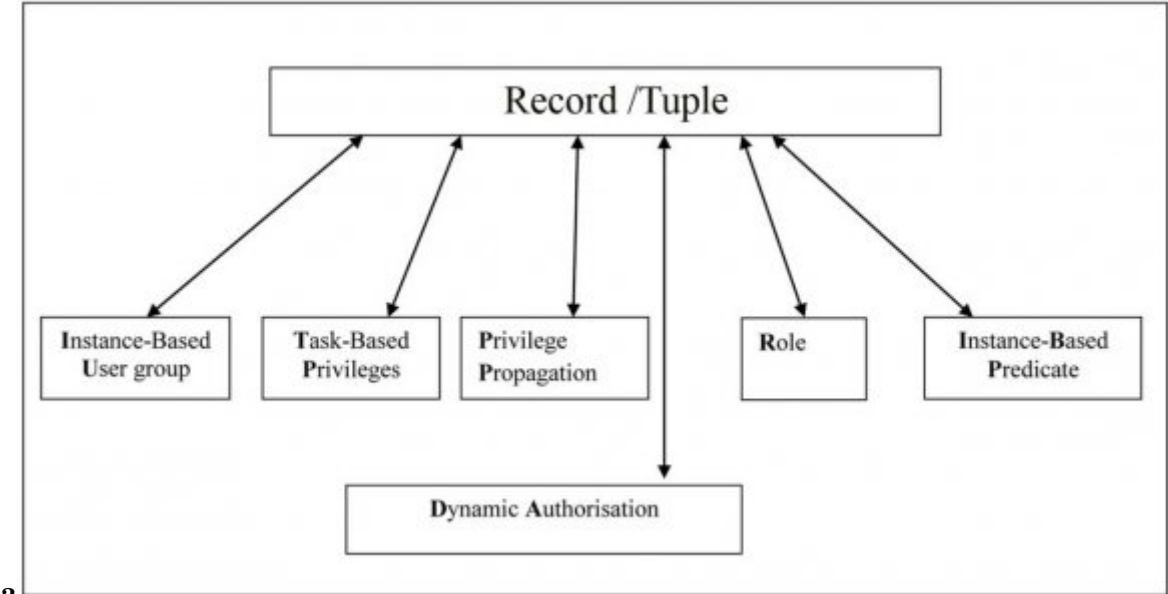 Record /Tuple
Instance-Based
User group
Task-Based
Privileges
Privilege
Propagation
Role
Instance-Based
Predicate
Dynamic Authorisation